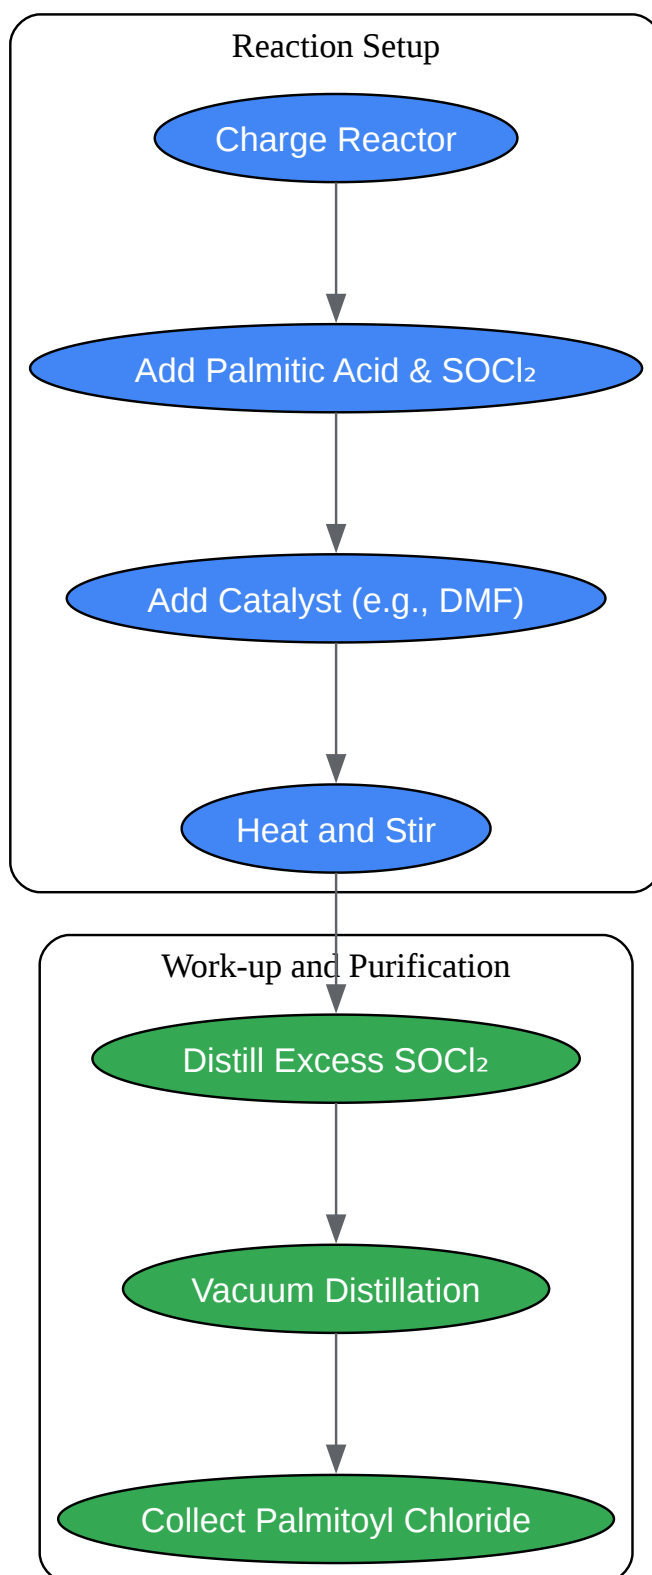 Reaction Setup
Charge Reactor
Add Palmitic Acid & SOCl₂
Add Catalyst (e.g., DMF)
Heat and Stir
Work-up and Purification
Distill Excess SOCl₂
Vacuum Distillation
Collect Palmitoyl Chloride